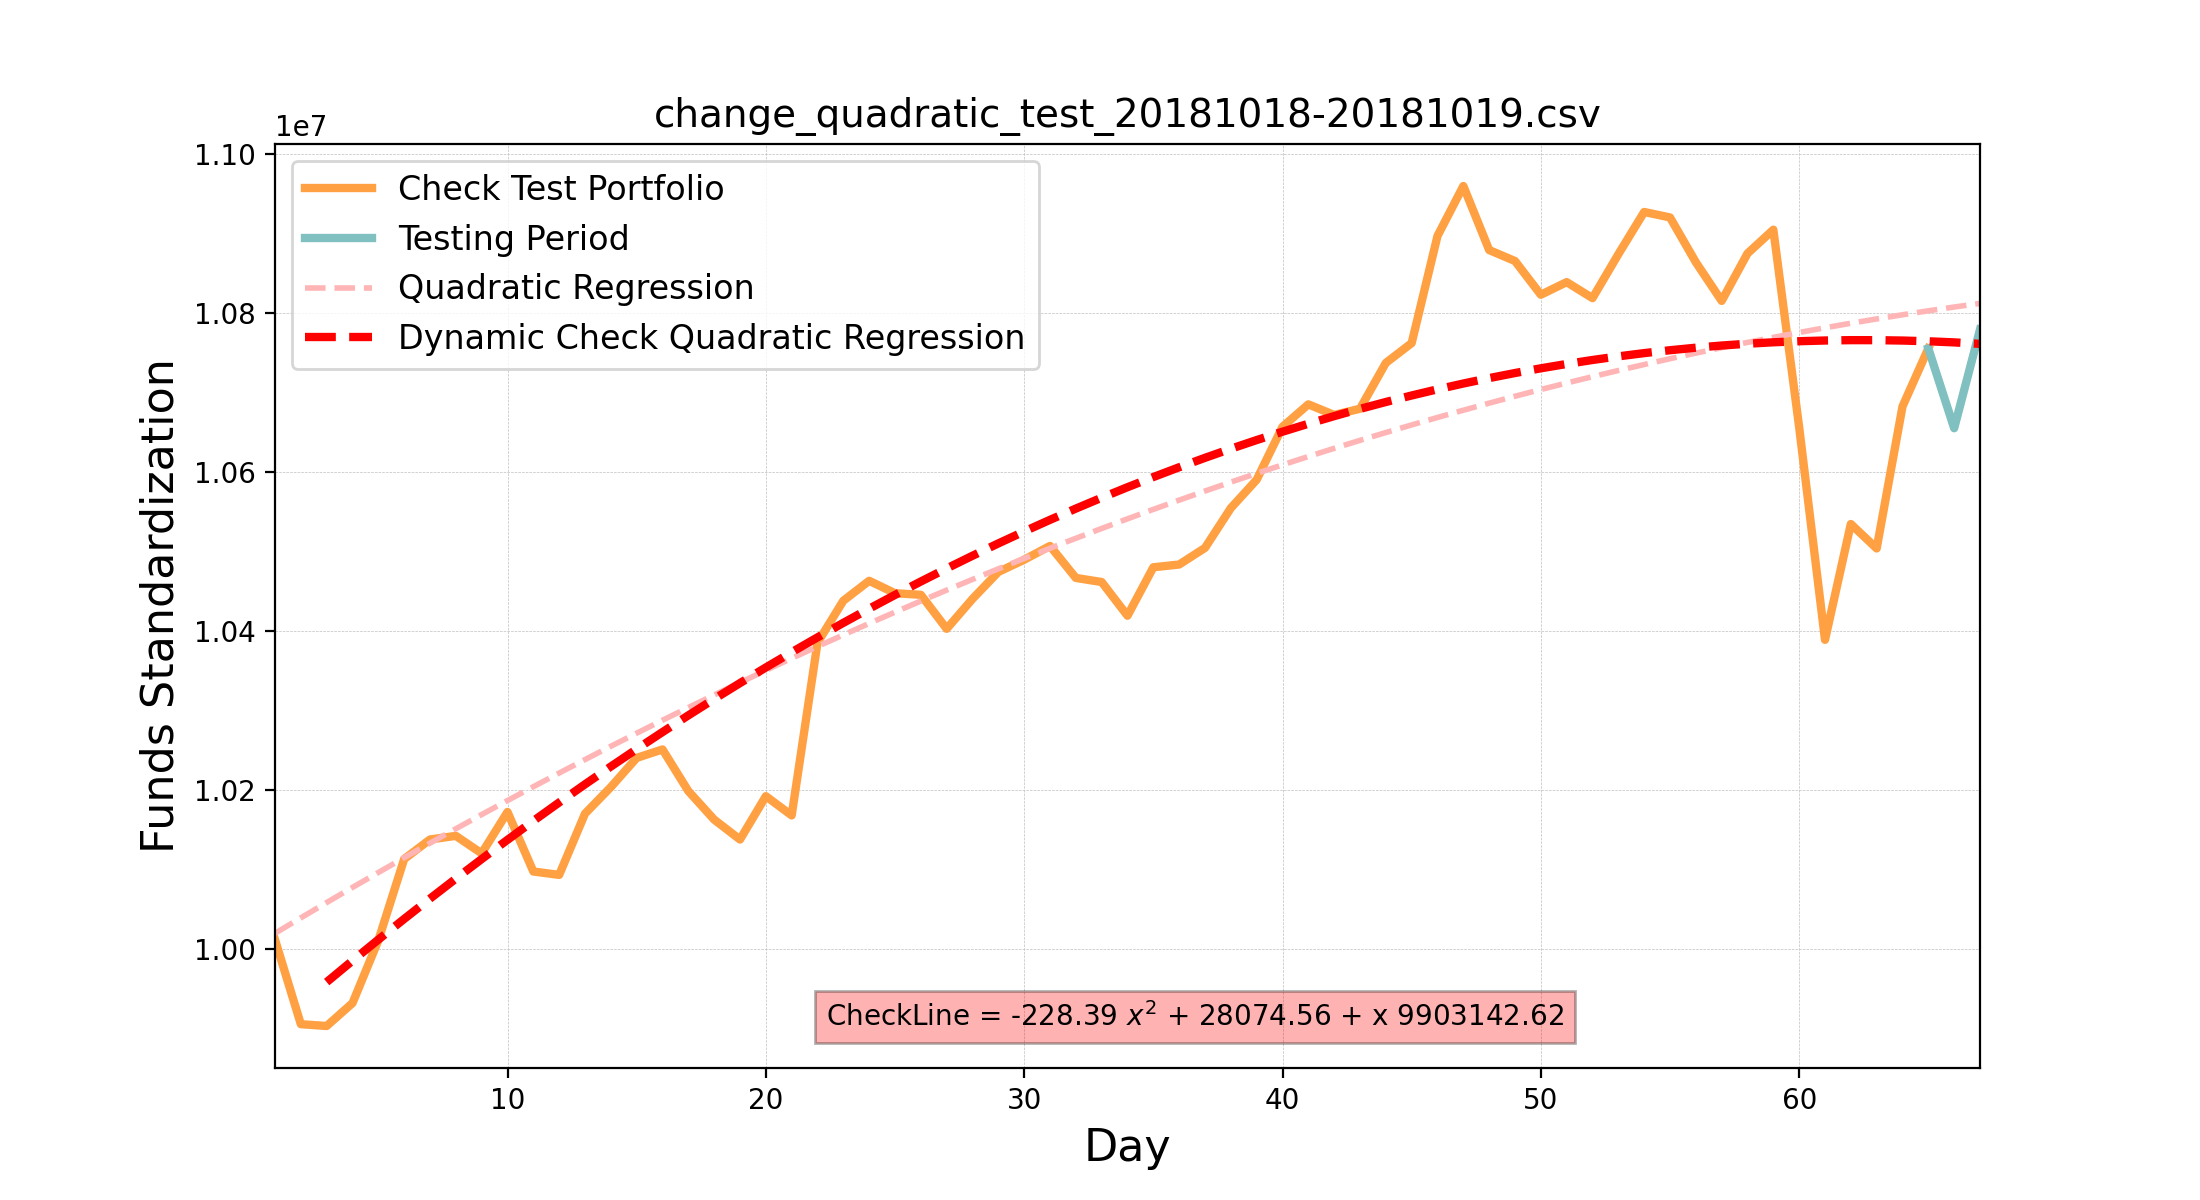 change_quadratic_test_20181018-20181019.csv
1e7
1.10
1.08
1.06
1.04
1.02
1.00
Funds Standardization
Check Test Portfolio
Testing Period
Quadratic Regression
Dynamic Check Quadratic Regression
CheckLine = -228.39 x² + 28074.56 + x 9903142.62
10 20 30 40 50 60
Day